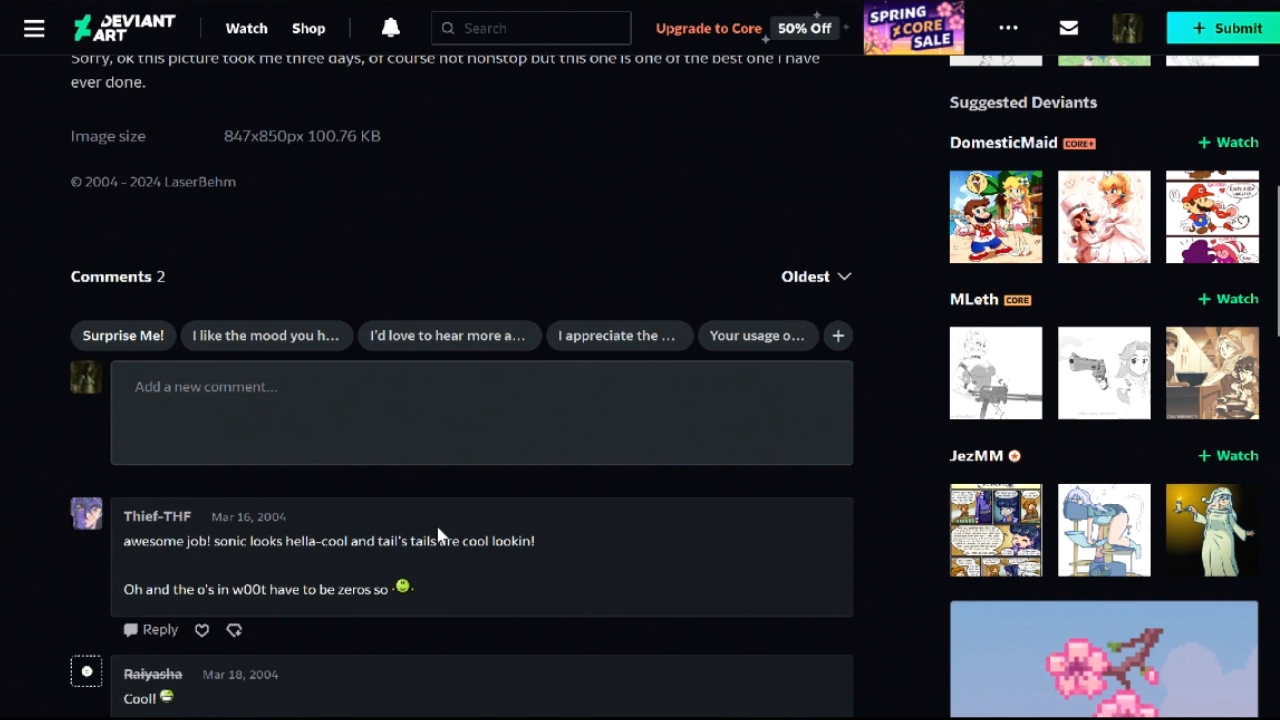 DEVIANT
ART
Watch
Shop
Search
Upgrade to Core
50% Off
SPRING
CORE
SALE
Submit
Sorry, ok this picture took me three days, of course not nonstop but this one is one of the best one i have
ever done.
Image size
847x850px 100.76 KB
© 2004 - 2024 LaserBehm
Comments 2
Oldest
Surprise Me!
I like the mood you h...
I'd love to hear more a...
I appreciate the ...
Your usage o...
Add a new comment...
Thief-THF
Mar 16, 2004
awesome job! sonic looks hella-cool and tail's tails are cool lookin!
Oh and the o's in w00t have to be zeros so
Reply
Raiyasha
Mar 18, 2004
Cooll
Suggested Deviants
DomesticMaid CORE+
+ Watch
MLeth CORE
+ Watch
JezMM
+ Watch